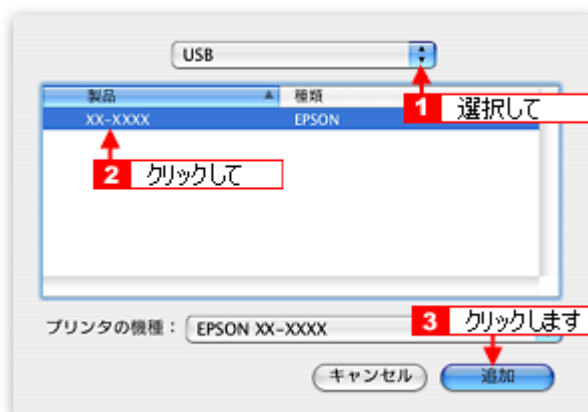 USB
製品 種類
1 選択して
XX-XXXX EPSON
2 クリックして
プリンタの機種： EPSON XX-XXXX
3 クリックします
キャンセル 追加